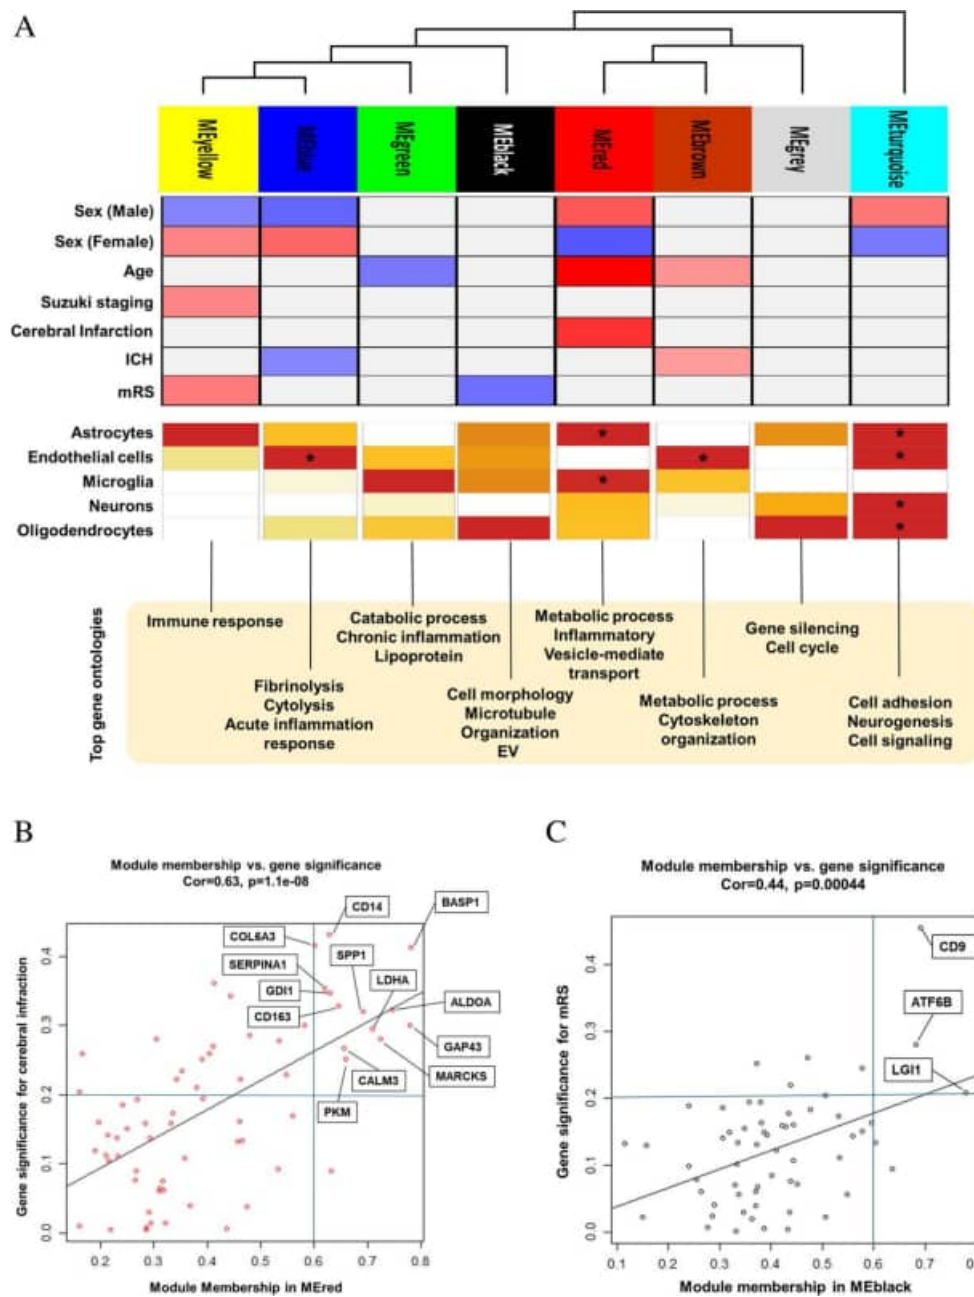 A
MEyellow
MEblue
MEgreen
MEblack
MEred
MEbrown
MEgrey
MEturquoise
Sex (Male)
Sex (Female)
Age
Suzuki staging
Cerebral Infarction
ICH
mRS
Astrocytes
*
*
Endothelial cells
*
*
*
Microglia
*
Neurons
*
Oligodendrocytes
*
Top gene ontologies
Immune response
Fibrinolysis
Cytolysis
Acute inflammation
response
Catabolic process
Chronic inflammation
Lipoprotein
Cell morphology
Microtubule
Organization
EV
Metabolic process
Inflammatory
Vesicle-mediate
transport
Metabolic process
Cytoskeleton
organization
Gene silencing
Cell cycle
Cell adhesion
Neurogenesis
Cell signaling
B
Module membership vs. gene significance
Cor=0.63, p=1.1e-08
Gene significance for cerebral infraction
0.4
0.3
0.2
0.1
0.0
CD14
BASP1
COL6A3
SPP1
SERPINA1
LDHA
GDI1
ALDOA
CD163
GAP43
MARCKS
CALM3
PKM
0.2 0.3 0.4 0.5 0.6 0.7 0.8
Module Membership in MEred
C
Module membership vs. gene significance
Cor=0.44, p=0.00044
Gene significance for mRS
0.4
0.3
0.2
0.1
0.0
CD9
ATF6B
LGI1
0.1 0.2 0.3 0.4 0.5 0.6 0.7
Module membership in MEblack